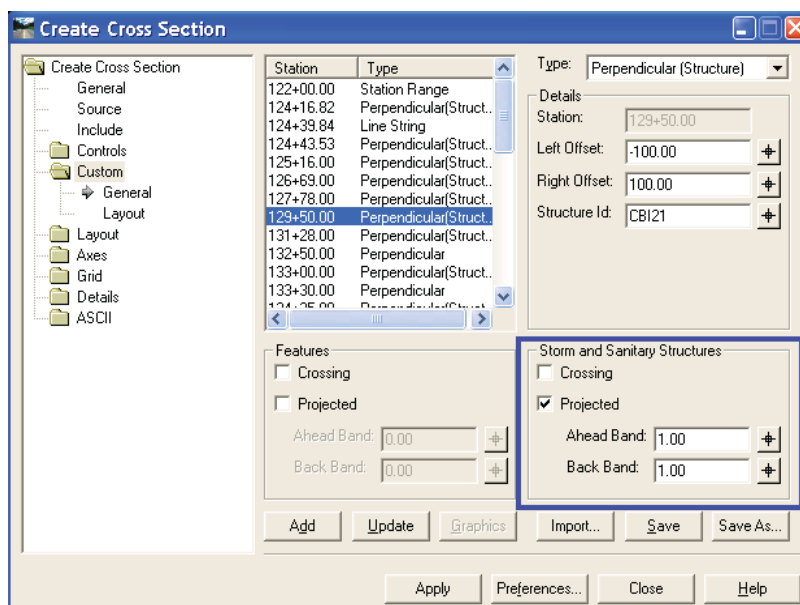 Create Cross Section
Create Cross Section
General
Source
Include
Controls
Custom
General
Layout
Layout
Axes
Grid
Details
ASCII
Station Type
122+00.00 Station Range
124+16.82 Perpendicular(Struct..
124+39.84 Line String
124+43.53 Perpendicular(Struct..
125+16.00 Perpendicular(Struct..
126+69.00 Perpendicular(Struct..
127+78.00 Perpendicular(Struct..
129+50.00 Perpendicular(Struct..
131+28.00 Perpendicular(Struct..
132+50.00 Perpendicular
133+00.00 Perpendicular(Struct..
133+30.00 Perpendicular
Type: Perpendicular (Structure)
Details
Station: 129+50.00
Left Offset: -100.00
Right Offset: 100.00
Structure Id: CBI21
Features
Crossing
Projected
Ahead Band: 0.00
Back Band: 0.00
Storm and Sanitary Structures
Crossing
Projected
Ahead Band: 1.00
Back Band: 1.00
Add Update Graphics Import... Save Save As...
Apply Preferences... Close Help